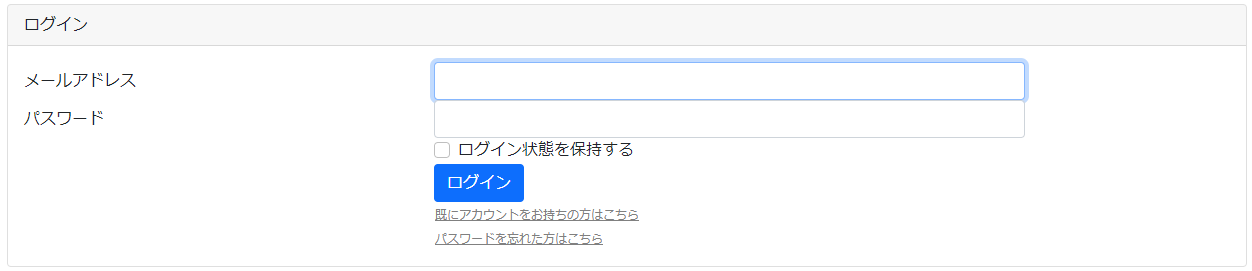 ログイン
メールアドレス
パスワード
ログイン状態を保持する
ログイン
既にアカウントをお持ちの方はこちら
パスワードを忘れた方はこちら